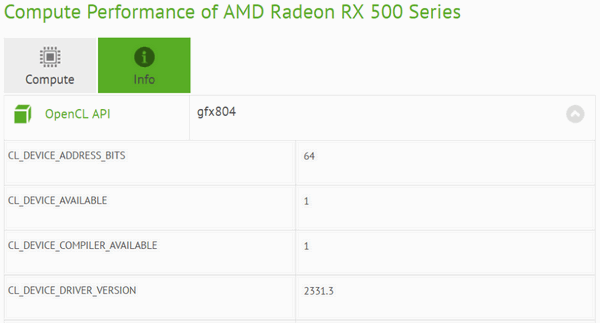 Compute Performance of AMD Radeon RX 500 Series
Compute
Info
OpenCL API
gfx804
CL_DEVICE_ADDRESS_BITS
64
CL_DEVICE_AVAILABLE
1
CL_DEVICE_COMPILER_AVAILABLE
1
CL_DEVICE_DRIVER_VERSION
2331.3